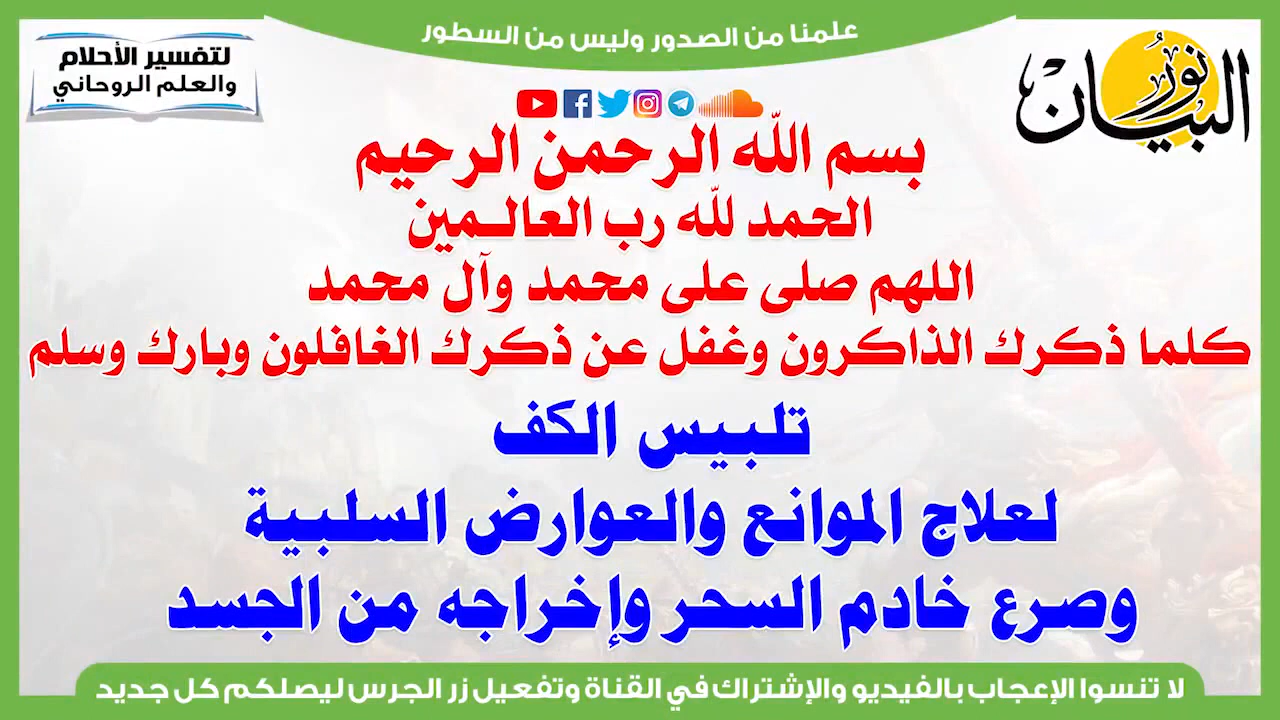 علمنا من الصدور وليس من السطور
نور البيان
لتفسير الأحلام
والعلم الروحاني
بسم الله الرحمن الرحيم
الحمد لله رب العالـمين
اللهم صلى على محمد وآل محمد
كلما ذكرك الذاكرون وغفل عن ذكرك الغافلون وبارك وسلم
تلبيس الكف
لعلاج الموانع والعوارض السلبية
وصرع خادم السحر وإخراجه من الجسد
لا تنسوا الإعجاب بالفيديو والإشتراك في القناة وتفعيل زر الجرس ليصلكم كل جديد